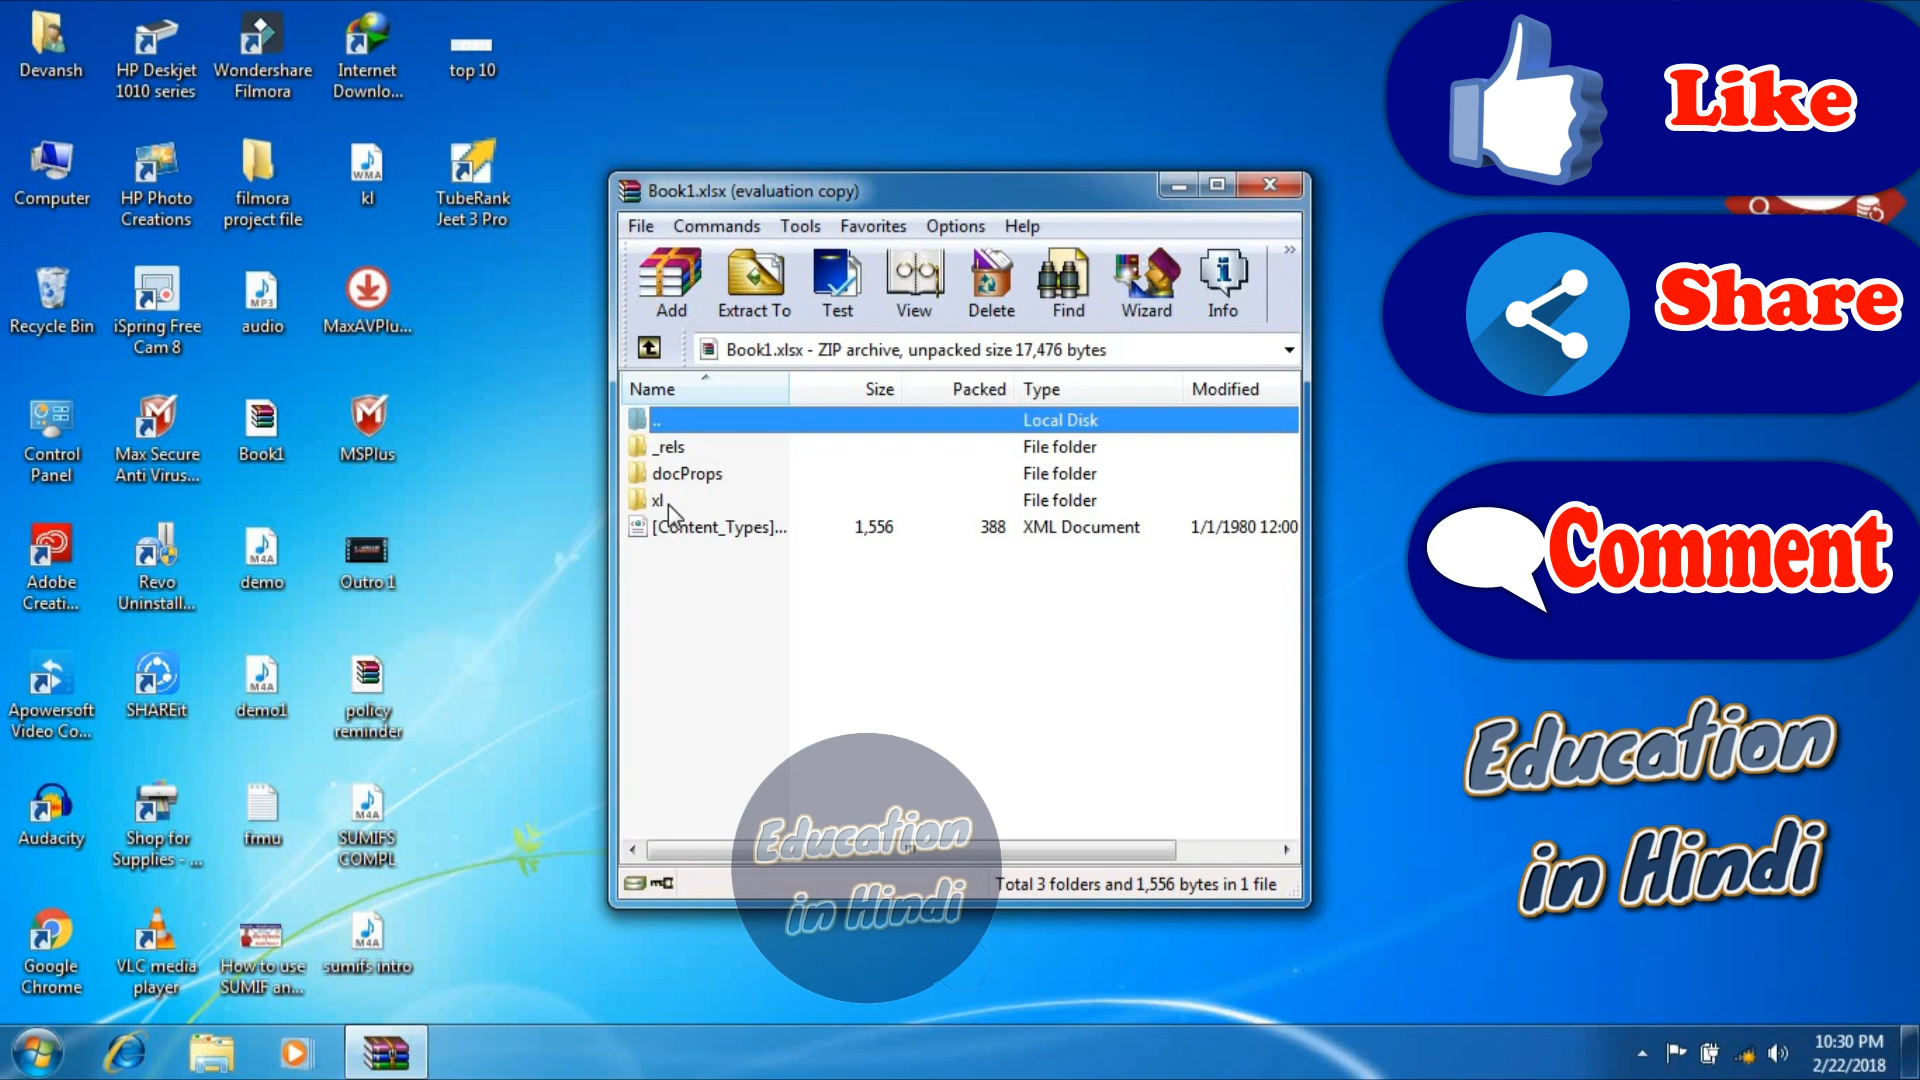 Devansh
HP Deskjet
1010 series
Wondershare
Filmora
Internet
Downlo...
top 10
Computer
HP Photo
Creations
filmora
project file
WMA
kl
TubeRank
Jeet 3 Pro
Recycle Bin
iSpring Free
Cam 8
MP3
audio
MaxAVPlu...
Control
Panel
Max Secure
Anti Virus...
Book1
MSPlus
Adobe
Creati...
Revo
Uninstall...
M4A
demo
Outro 1
Apowersoft
Video Co...
SHAREit
M4A
demo1
policy
reminder
Audacity
Shop for
Supplies - ...
frmu
M4A
SUMIFS
COMPL
Google
Chrome
VLC media
player
How to use
SUMIF an...
M4A
sumifs intro
Book1.xlsx (evaluation copy)
File Commands Tools Favorites Options Help
Add Extract To Test View Delete Find Wizard Info
Book1.xlsx - ZIP archive, unpacked size 17,476 bytes
Name Size Packed Type Modified
.. Local Disk
_rels File folder
docProps File folder
xl File folder
[Content_Types]... 1,556 388 XML Document 1/1/1980 12:00
Total 3 folders and 1,556 bytes in 1 file
Education
in Hindi
Like
Share
Comment
Education
in Hindi
10:30 PM
2/22/2018